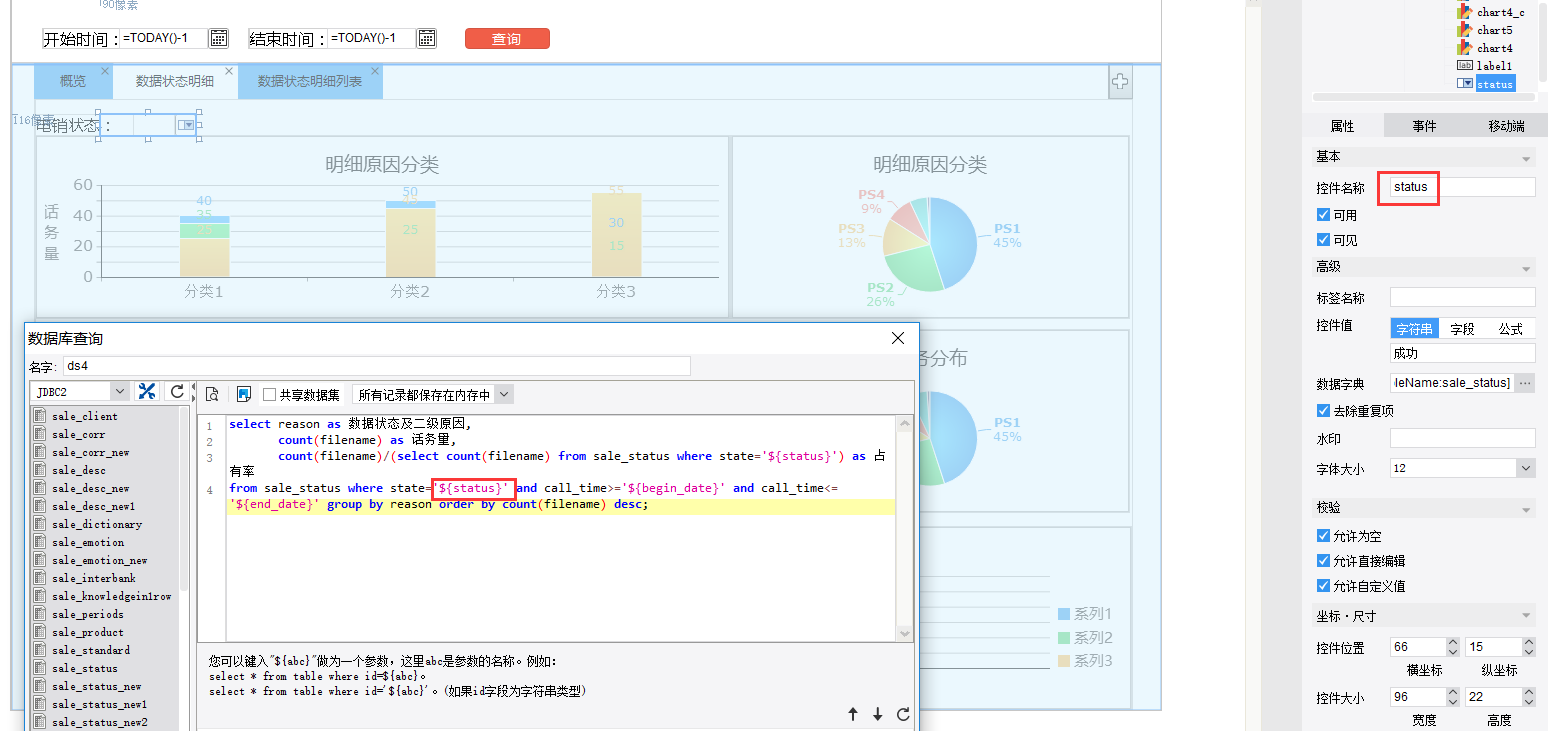 190像素
开始时间：=TODAY()-1 结束时间：=TODAY()-1 查询
概览 数据状态明细 数据状态明细列表
16像素
电销状态：
明细原因分类
话务量
60
40
20
0
40
35
25
50
45
25
55
30
15
分类1 分类2 分类3
明细原因分类
PS4
9%
PS3
13%
PS2
26%
PS1
45%
务分布
PS1
45%
系列1
系列2
系列3
数据库查询
名字: ds4
JDBC2
共享数据集 所有记录都保存在内存中
sale_client
sale_corr
sale_corr_new
sale_desc
sale_desc_new
sale_desc_new1
sale_dictionary
sale_emotion
sale_emotion_new
sale_interbank
sale_knowledgein1row
sale_periods
sale_product
sale_standard
sale_status
sale_status_new
sale_status_new1
sale_status_new2
1 select reason as 数据状态及二级原因,
2 count(filename) as 话务量,
3 count(filename)/(select count(filename) from sale_status where state='${status}') as 占
有率
4 from sale_status where state='${status}' and call_time>='${begin_date}' and call_time<=
'${end_date}' group by reason order by count(filename) desc;
您可以键入"${abc}"做为一个参数，这里abc是参数的名称。例如:
select * from table where id=${abc}。
select * from table where id='${abc}'。(如果id字段为字符串类型)
chart4_c
chart5
chart4
label1
status
属性 事件 移动端
基本
控件名称 status
可用
可见
高级
标签名称
控件值 字符串 字段 公式
成功
数据字典 leName:sale_status] ...
去除重复项
水印
字体大小 12
校验
允许为空
允许直接编辑
允许自定义值
坐标·尺寸
控件位置 66 15
横坐标 纵坐标
控件大小 96 22
宽度 高度